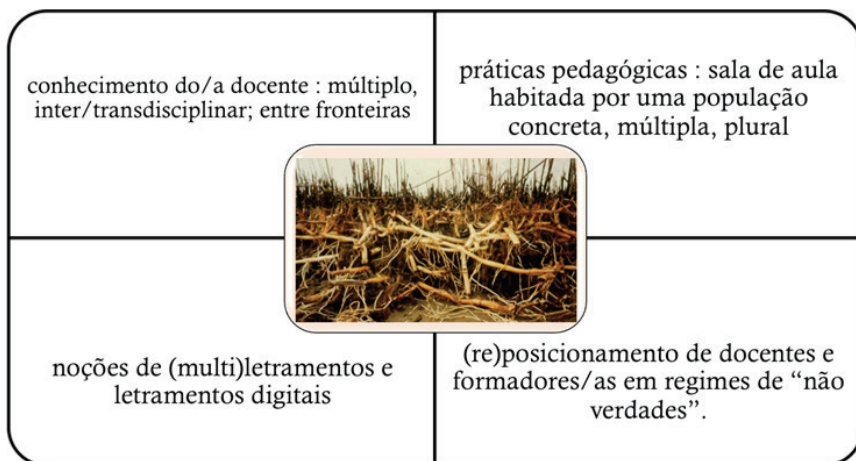 conhecimento do/a docente : múltiplo,
inter/transdisciplinar; entre fronteiras
práticas pedagógicas : sala de aula
habitada por uma população
concreta, múltipla, plural
noções de (multi)letramentos e
letramentos digitais
(re)posicionamento de docentes e
formadores/as em regimes de “não
verdades”.